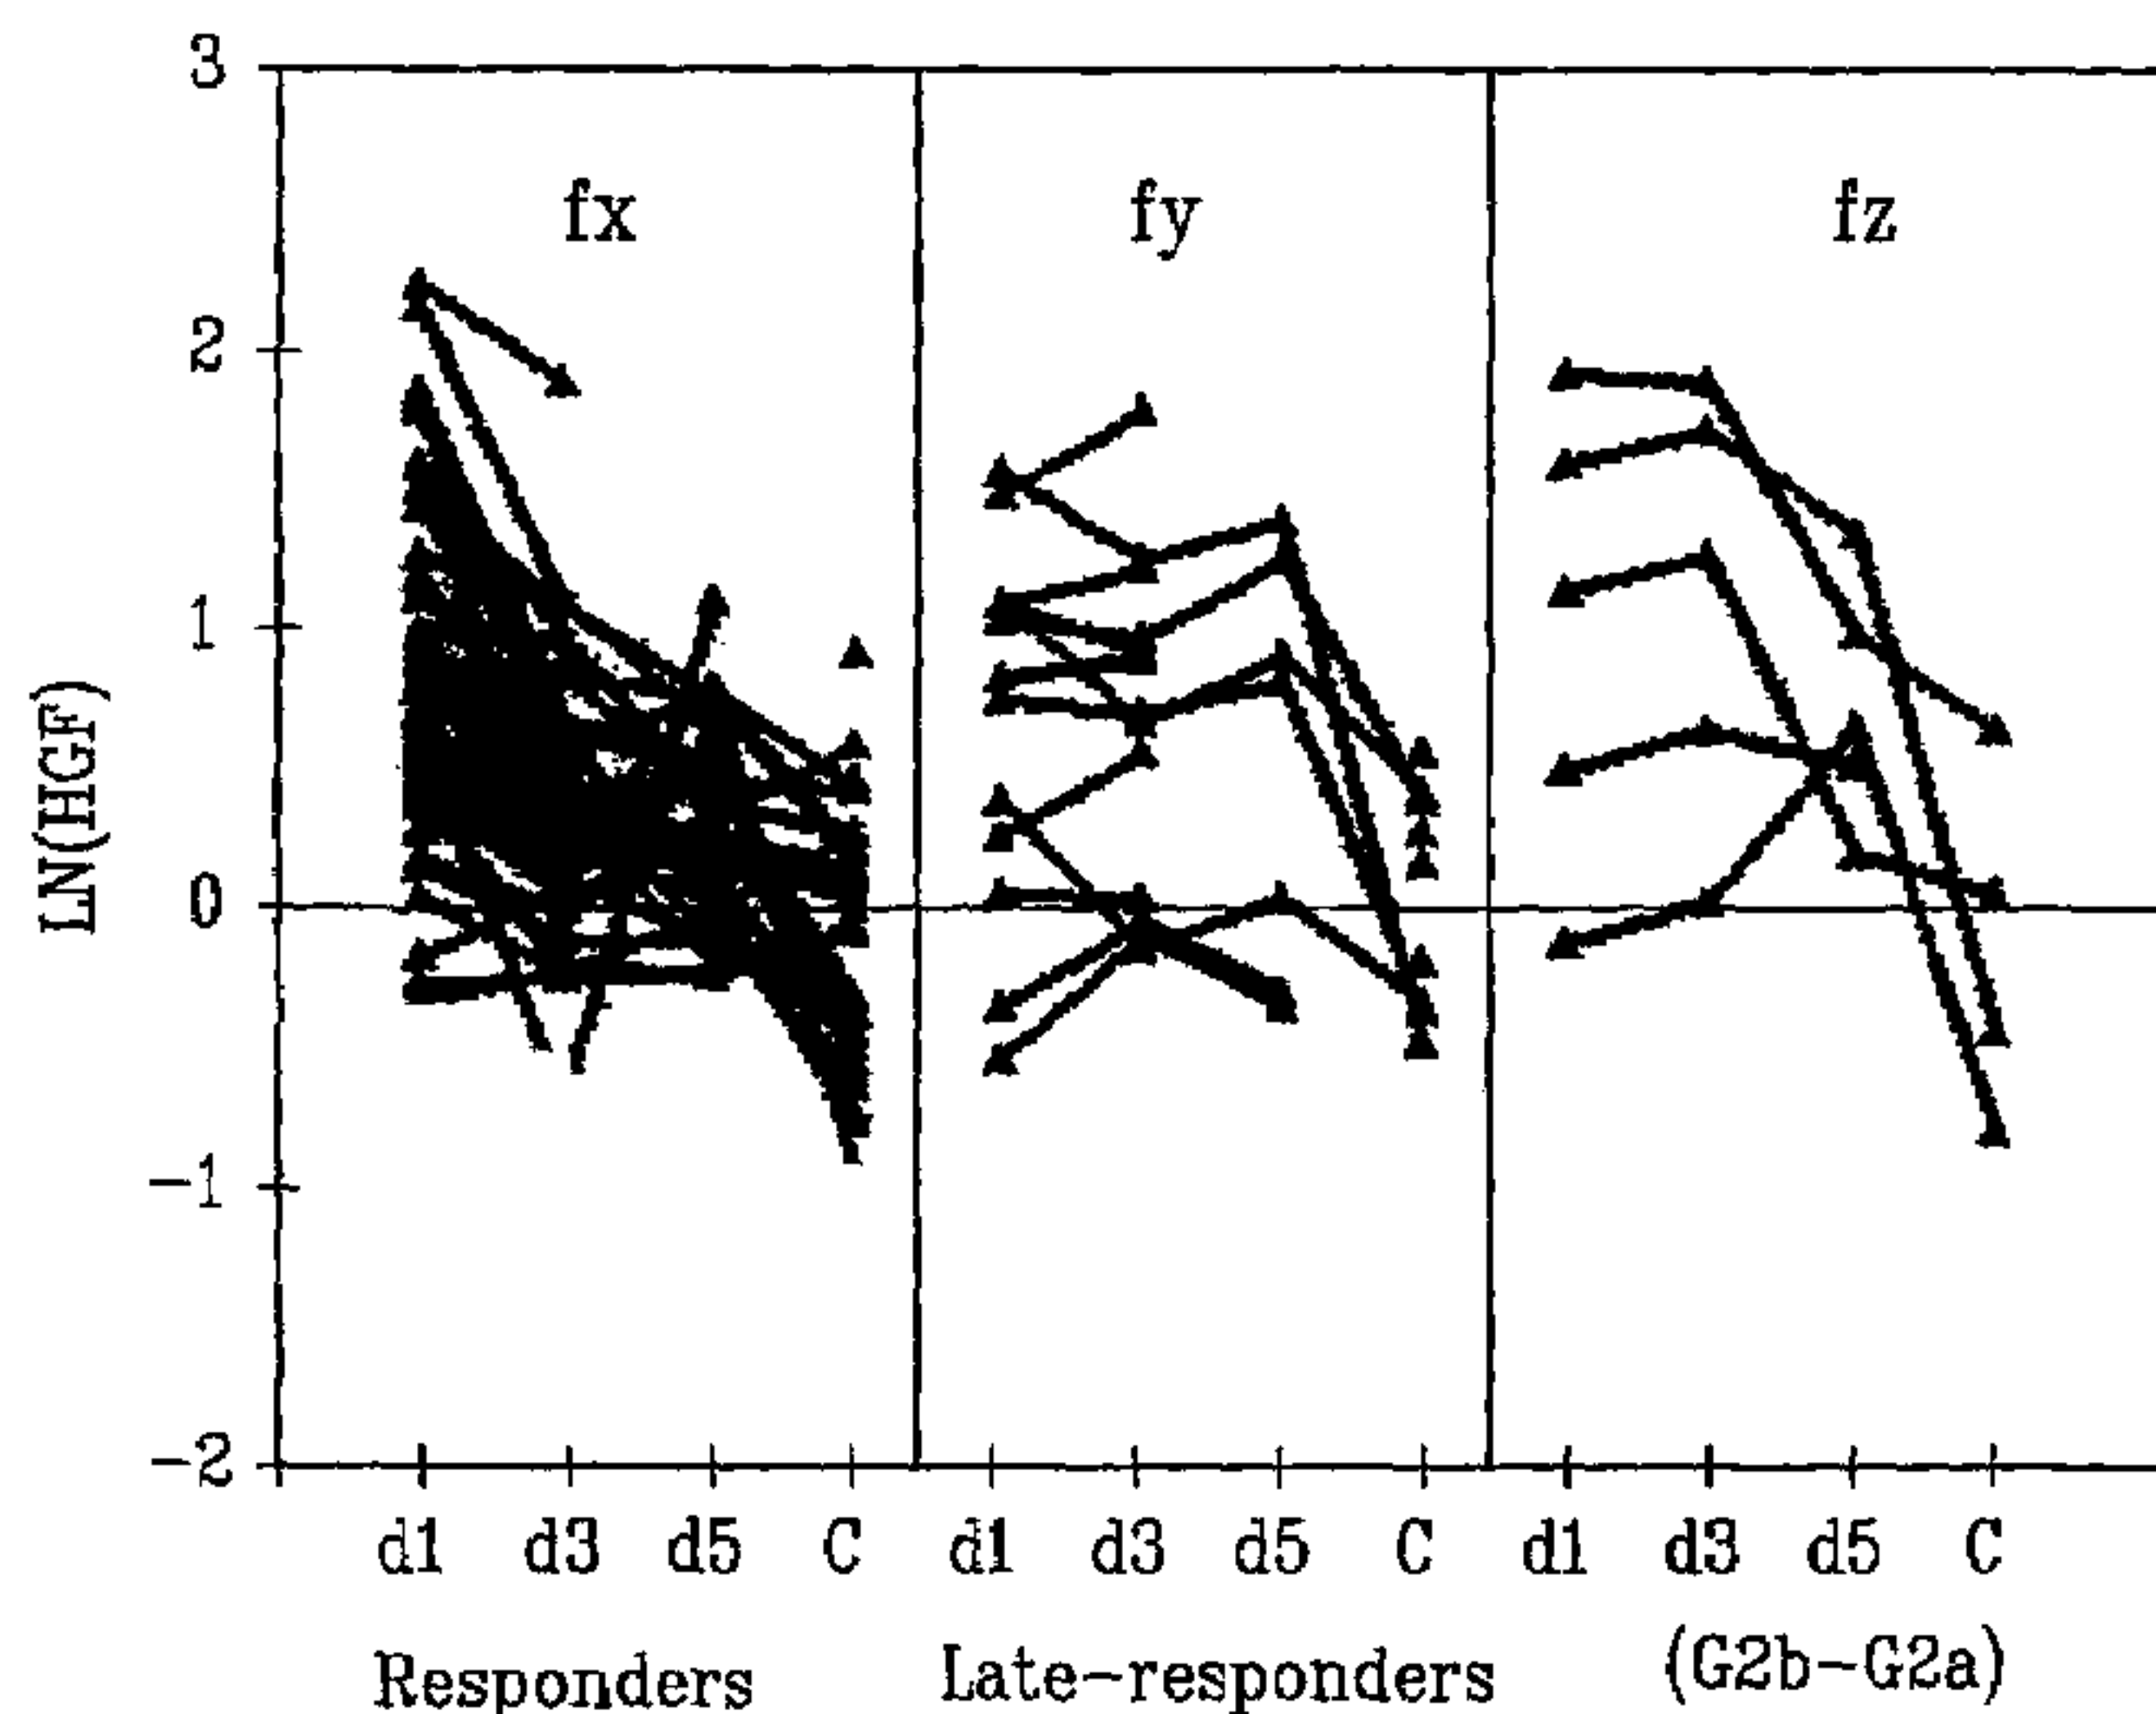 3
fx fy fz
2
1
LN(HGF)
0
-1
-2
d1 d3 d5 C d1 d3 d5 C d1 d3 d5 C
Responders Late-responders (G2b-G2a)